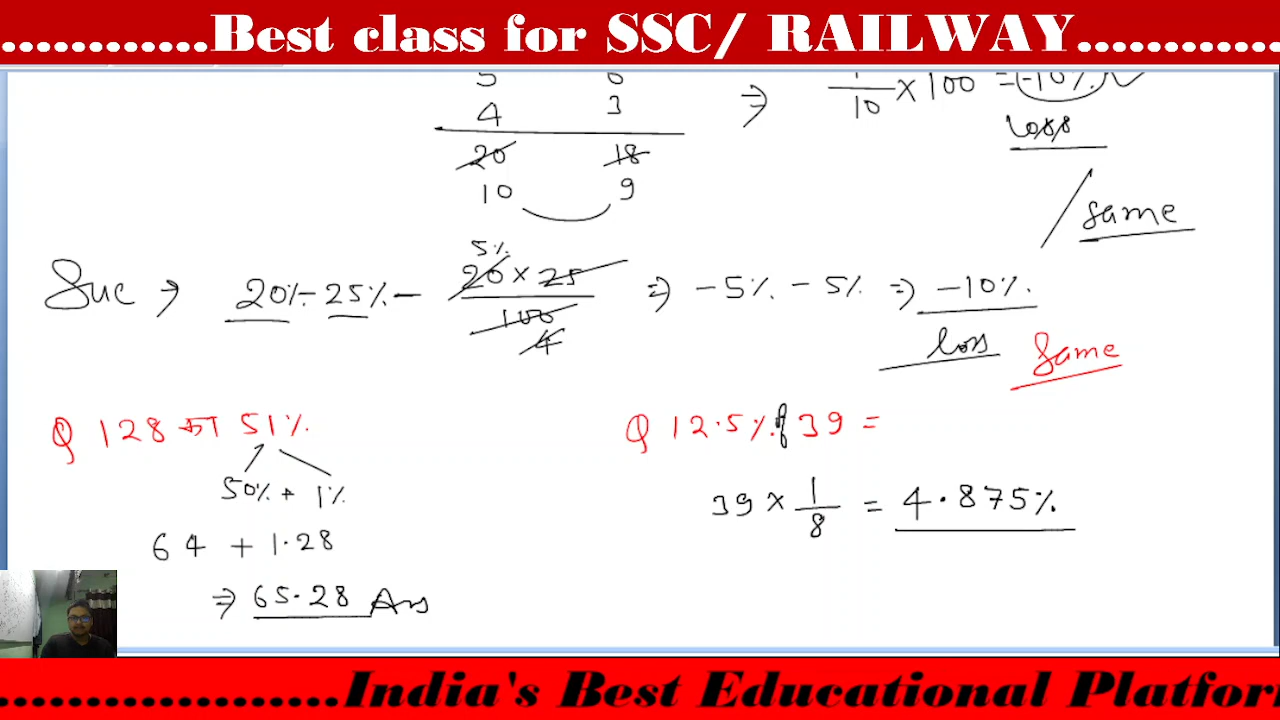 ............Best class for SSC/ RAILWAY............
4 3
20 18
10 9
⇒ 1/10 × 100 = -10%
loss
same
Suc → 20% - 25% - 20 × 25 / 100 ⇒ -5% - 5% ⇒ -10%
5%
4
loss same
Q 128 का 51%
50% + 1%
64 + 1.28
⇒ 65.28 Ans
Q 12.5% of 39 =
39 × 1/8 = 4.875%
....................India's Best Educational Platfor